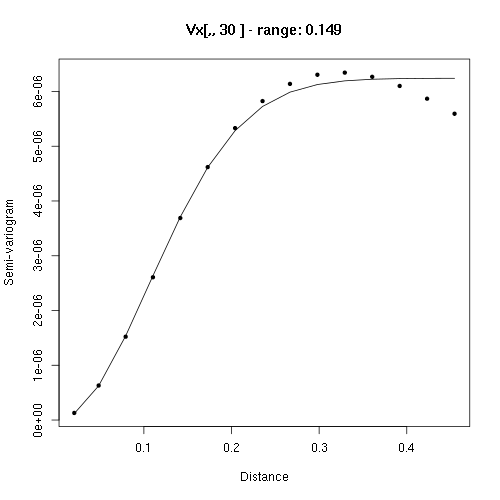 Vx[,, 30 ] - range: 0.149
Semi-variogram
6e-06
5e-06
4e-06
3e-06
2e-06
1e-06
0e+00
0.1 0.2 0.3 0.4
Distance